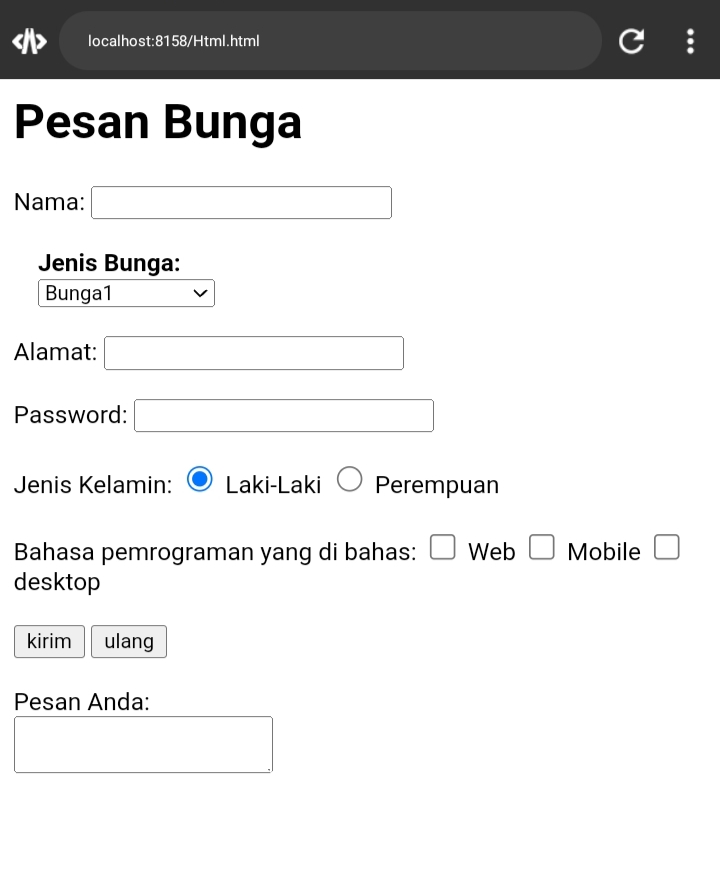 localhost:8158/Html.html
Pesan Bunga
Nama:
Jenis Bunga:
Bunga1
Alamat:
Password:
Jenis Kelamin: Laki-Laki Perempuan
Bahasa pemrograman yang di bahas: Web Mobile
desktop
kirim ulang
Pesan Anda: